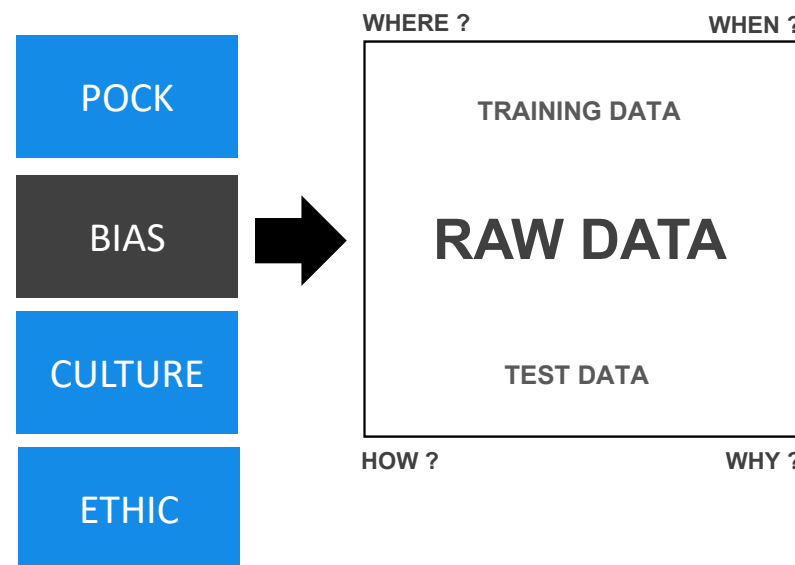 WHERE ? WHEN ?
POCK
TRAINING DATA
BIAS
RAW DATA
CULTURE
TEST DATA
HOW ? WHY ?
ETHIC